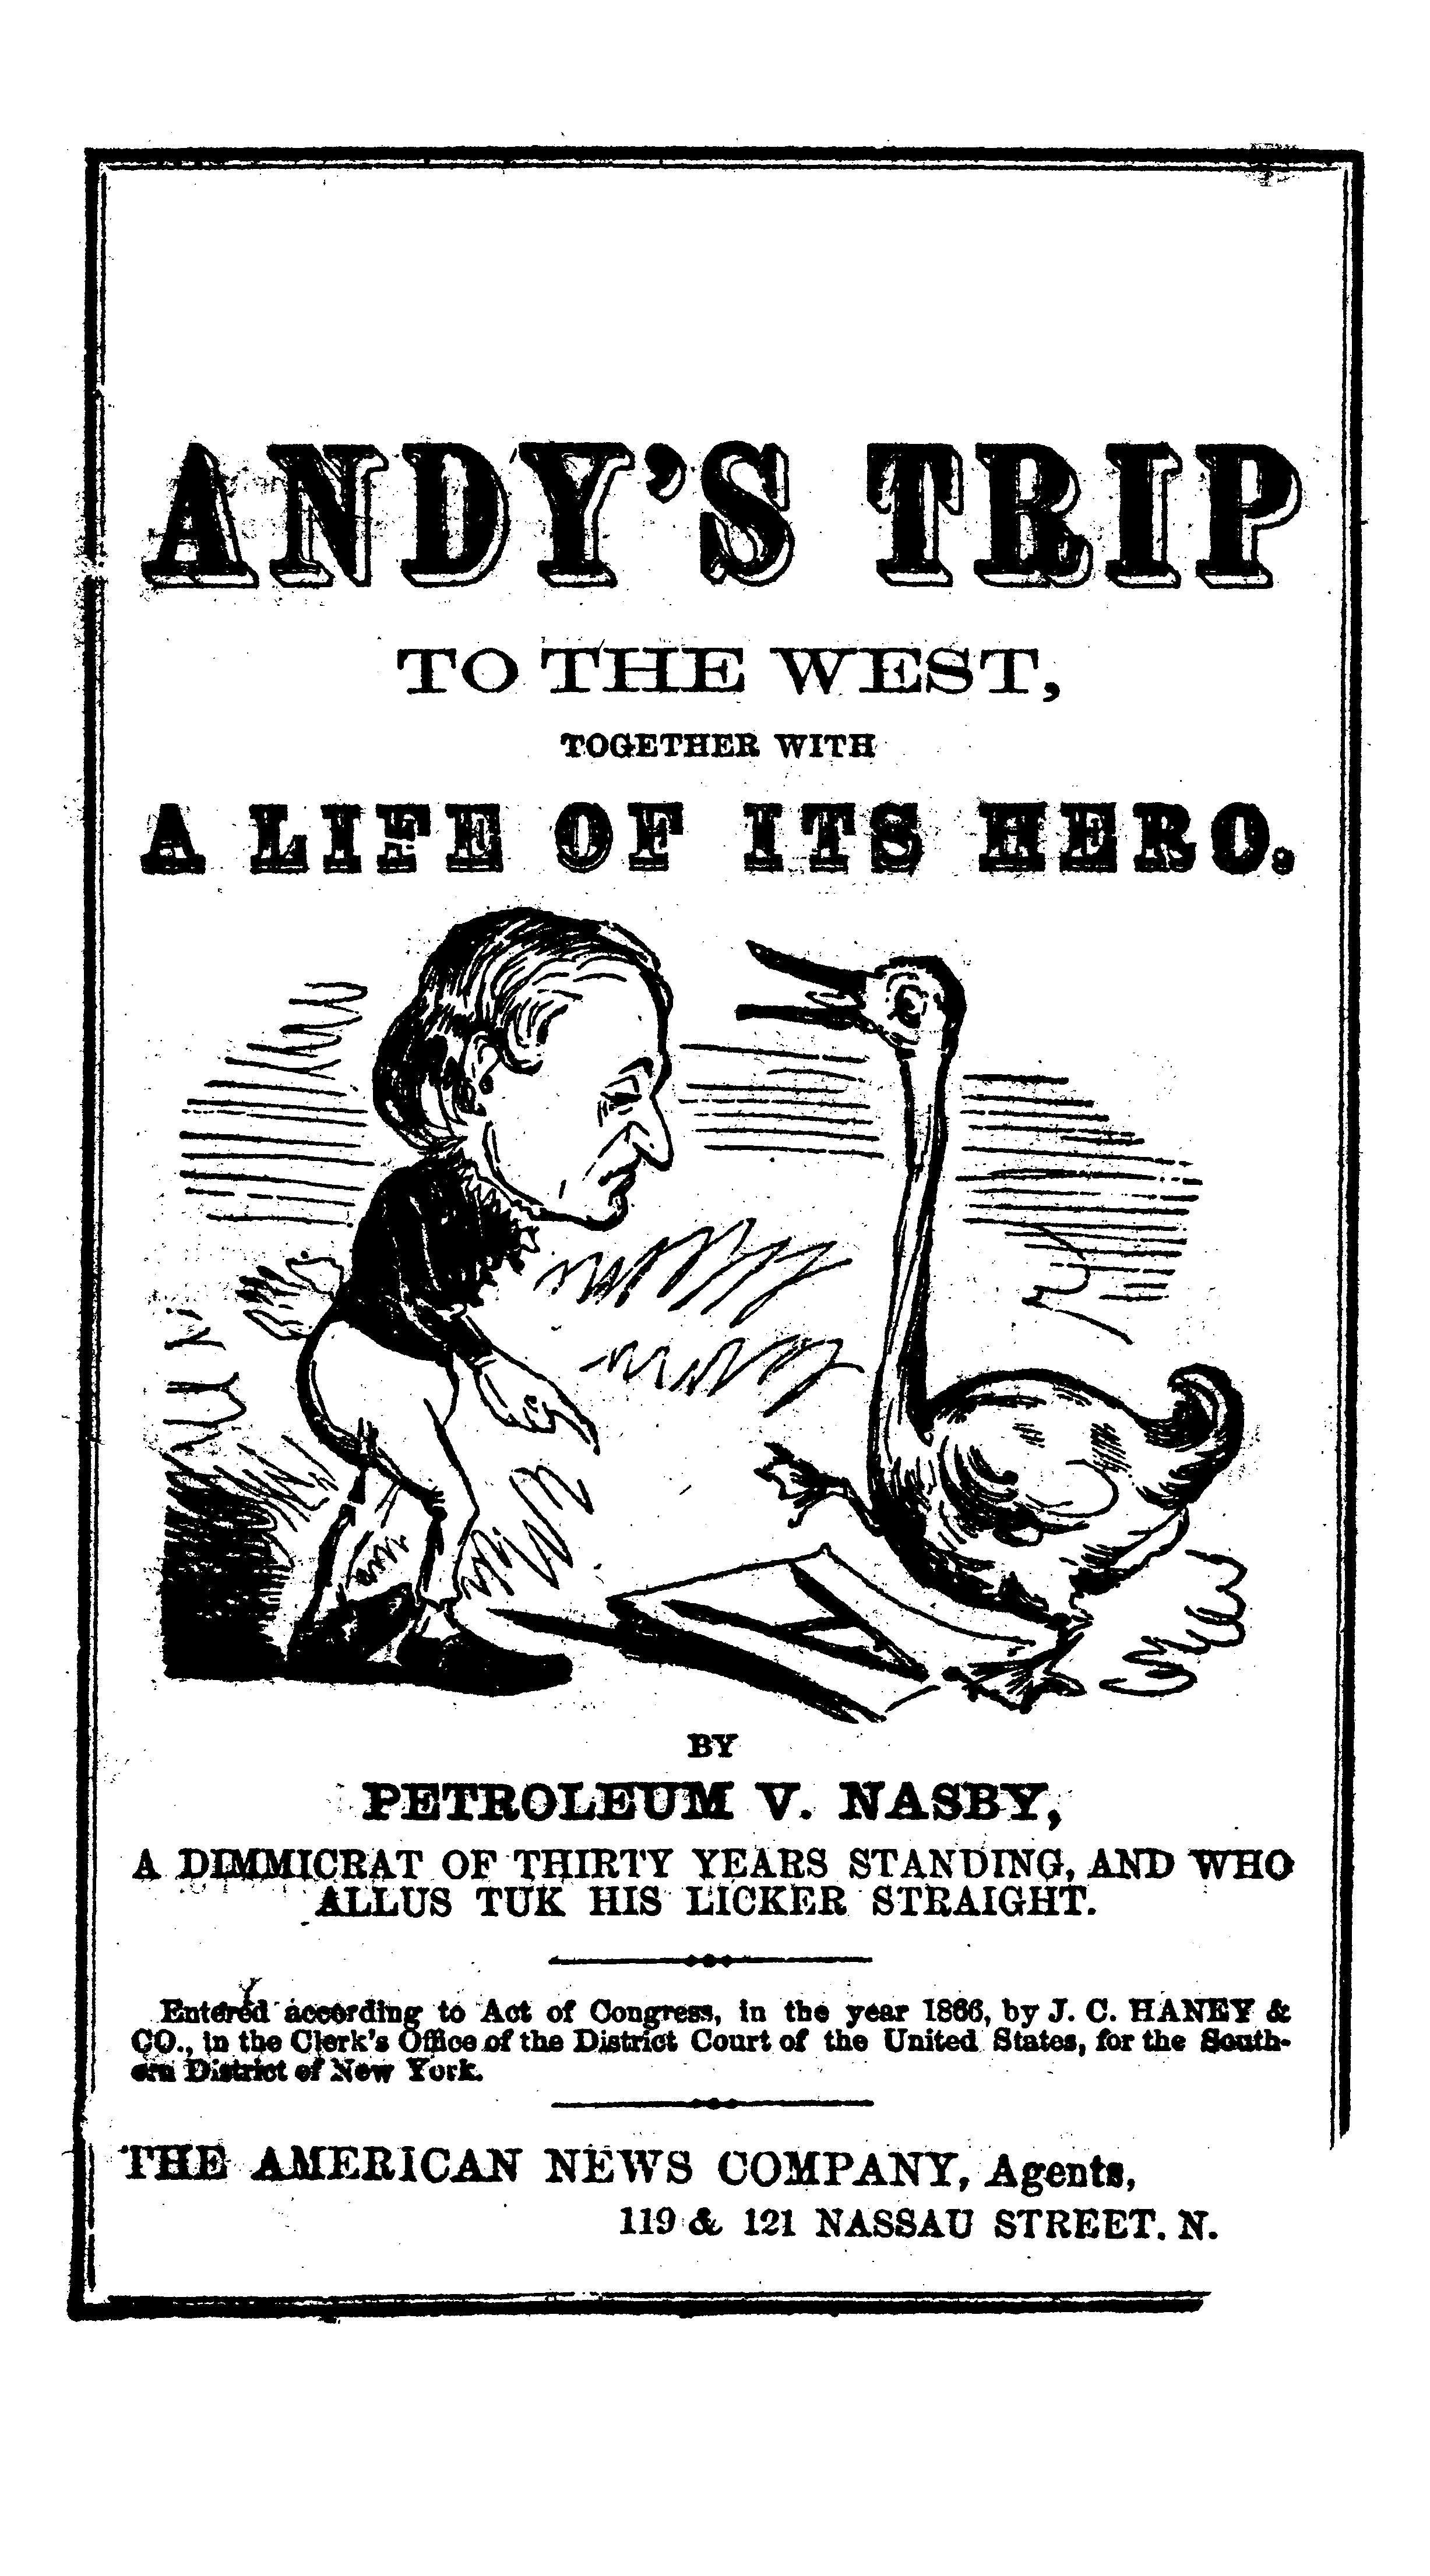 ANDY'S TRIP
TO THE WEST,
TOGETHER WITH
A LIFE OF ITS HERO.
A
BY
PETROLEUM V. NASBY,
A DIMMICRAT OF THIRTY YEARS STANDING, AND WHO
ALLUS TUK HIS LICKER STRAIGHT.
Entered according to Act of Congress, in the year 1866, by J. C. HANEY &
CO., in the Clerk's Office of the District Court of the United States, for the South-
ern District of New York.
THE AMERICAN NEWS COMPANY, Agents,
119 & 121 NASSAU STREET. N.